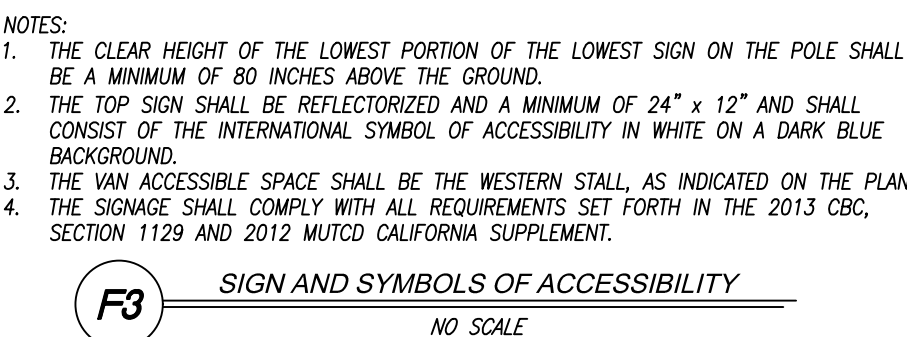 NOTES:
1. THE CLEAR HEIGHT OF THE LOWEST PORTION OF THE LOWEST SIGN ON THE POLE SHALL
BE A MINIMUM OF 80 INCHES ABOVE THE GROUND.
2. THE TOP SIGN SHALL BE REFLECTORIZED AND A MINIMUM OF 24" x 12" AND SHALL
CONSIST OF THE INTERNATIONAL SYMBOL OF ACCESSIBILITY IN WHITE ON A DARK BLUE
BACKGROUND.
3. THE VAN ACCESSIBLE SPACE SHALL BE THE WESTERN STALL, AS INDICATED ON THE PLAN
4. THE SIGNAGE SHALL COMPLY WITH ALL REQUIREMENTS SET FORTH IN THE 2013 CBC,
SECTION 1129 AND 2012 MUTCD CALIFORNIA SUPPLEMENT.
F3 SIGN AND SYMBOLS OF ACCESSIBILITY
NO SCALE